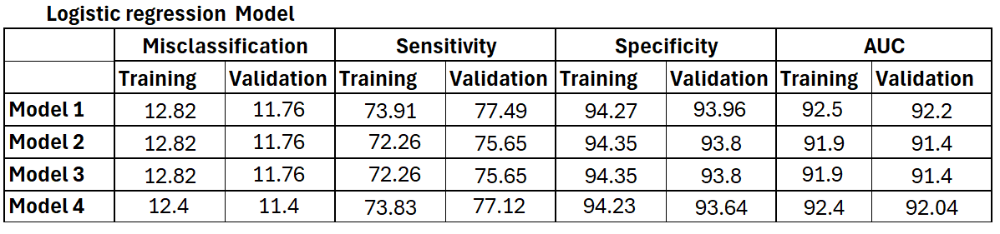 Logistic regression Model
Misclassification Sensitivity Specificity AUC
Training Validation Training Validation Training Validation Training Validation
Model 1 12.82 11.76 73.91 77.49 94.27 93.96 92.5 92.2
Model 2 12.82 11.76 72.26 75.65 94.35 93.8 91.9 91.4
Model 3 12.82 11.76 72.26 75.65 94.35 93.8 91.9 91.4
Model 4 12.4 11.4 73.83 77.12 94.23 93.64 92.4 92.04